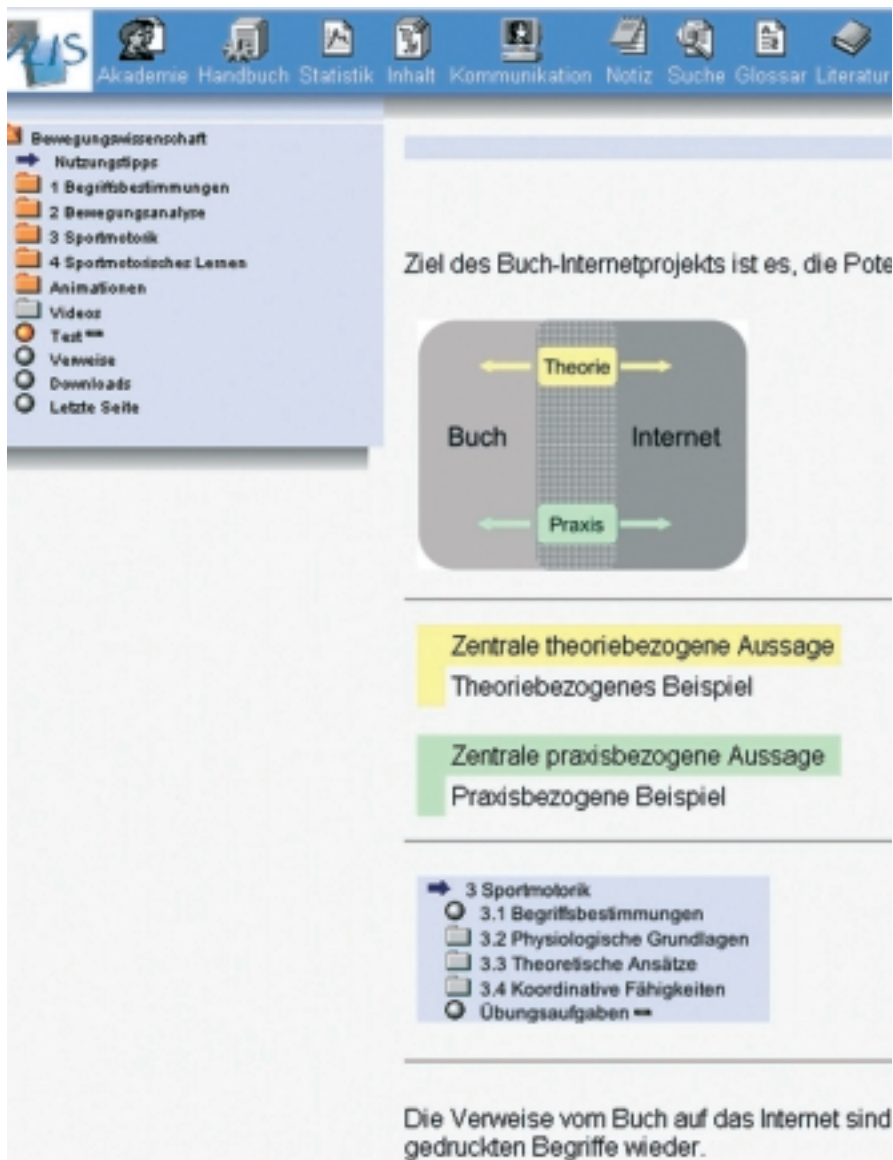 LIS
Akademie Handbuch Statistik Inhalt Kommunikation Notiz Suche Glossar Literatur
Bewegungswissenschaft
Nutzungstipps
1 Begriffsbestimmungen
2 Bewegungsanalyse
3 Sportmotorik
4 Sportmotorisches Lernen
Animationen
Videos
Test
Verweise
Downloads
Letzte Seite
Ziel des Buch-Internetprojekts ist es, die Pote
Theorie
Buch Internet
Praxis
Zentrale theoriebezogene Aussage
Theoriebezogenes Beispiel
Zentrale praxisbezogene Aussage
Praxisbezogene Beispiel
3 Sportmotorik
3.1 Begriffsbestimmungen
3.2 Physiologische Grundlagen
3.3 Theoretische Ansätze
3.4 Koordinative Fähigkeiten
Übungsaufgaben
Die Verweise vom Buch auf das Internet sind
gedruckten Begriffe wieder.